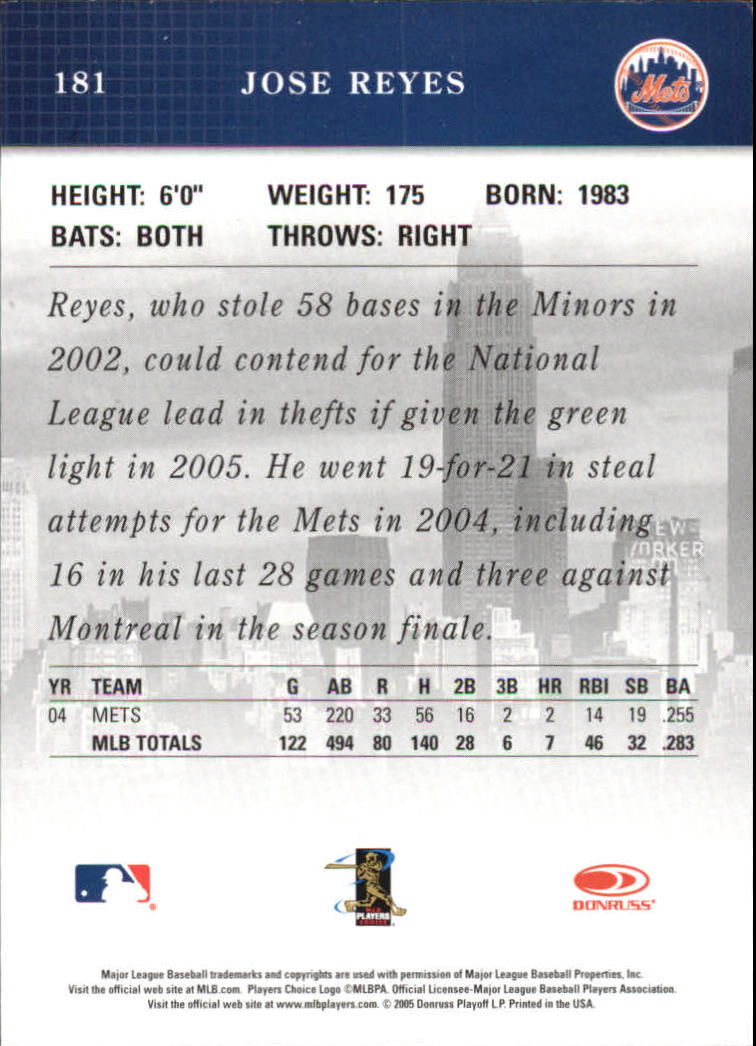 181 JOSE REYES Mets
HEIGHT: 6'0" WEIGHT: 175 BORN: 1983
BATS: BOTH THROWS: RIGHT
Reyes, who stole 58 bases in the Minors in
2002, could contend for the National
League lead in thefts if given the green
light in 2005. He went 19-for-21 in steal
attempts for the Mets in 2004, including
NEW
YORKER
16 in his last 28 games and three against
Montreal in the season finale.
YR TEAM G AB R H 2B 3B HR RBI SB BA
04 METS 53 220 33 56 16 2 2 14 19 .255
MLB TOTALS 122 494 80 140 28 6 7 46 32 .283
MLB
PLAYERS
CHOICE
DONRUSS®
Major League Baseball trademarks and copyrights are used with permission of Major League Baseball Properties, Inc.
Visit the official web site at MLB.com. Players Choice Logo ©MLBPA. Official Licensee-Major League Baseball Players Association.
Visit the official web site at www.mlbplayers.com. © 2005 Donruss Playoff L.P. Printed in the USA.